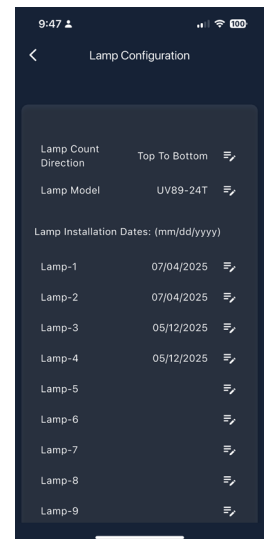 9:47
100
Lamp Configuration
Lamp Count
Direction
Top To Bottom
Lamp Model
UV89-24T
Lamp Installation Dates: (mm/dd/yyyy)
Lamp-1 07/04/2025
Lamp-2 07/04/2025
Lamp-3 05/12/2025
Lamp-4 05/12/2025
Lamp-5
Lamp-6
Lamp-7
Lamp-8
Lamp-9